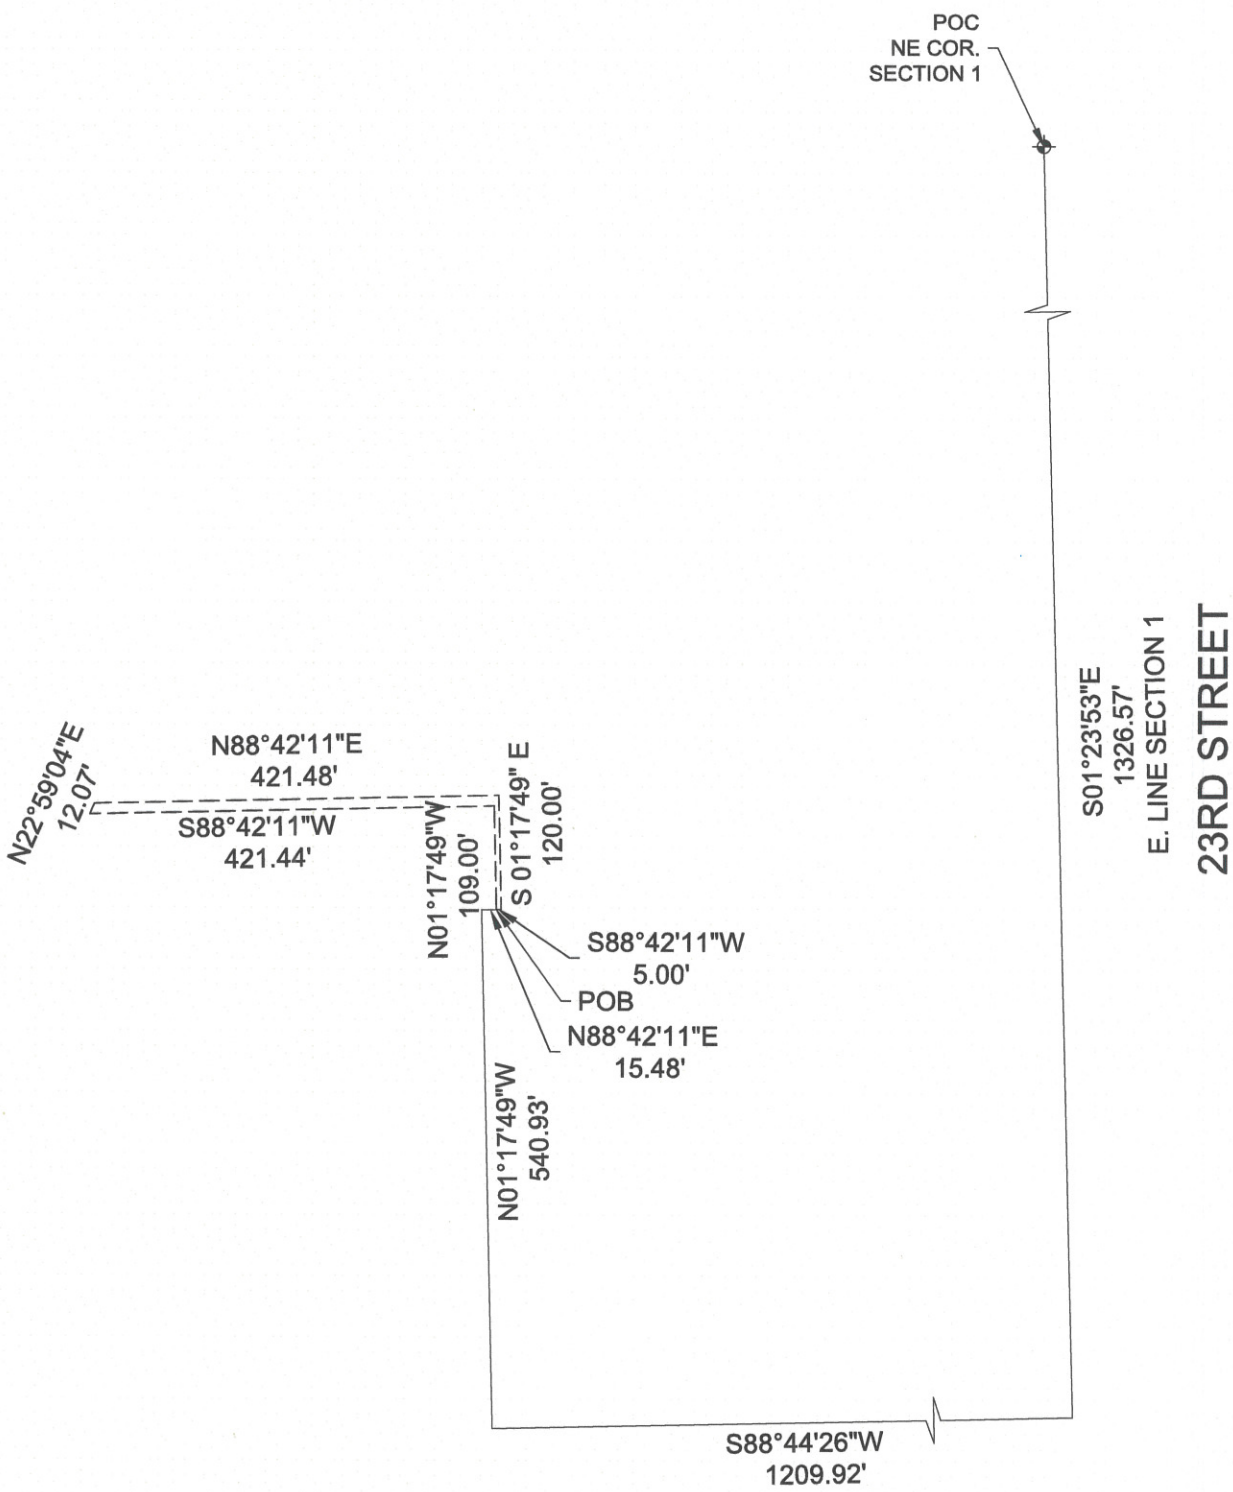 POC
NE COR.
SECTION 1
S01°23'53"E
1326.57'
E. LINE SECTION 1
23RD STREET
N22°59'04"E
12.07'
N88°42'11"E
421.48'
S88°42'11"W
421.44'
N01°17'49"W
109.00'
S 01°17'49" E
120.00'
S88°42'11"W
5.00'
POB
N88°42'11"E
15.48'
N01°17'49"W
540.93'
S88°44'26"W
1209.92'